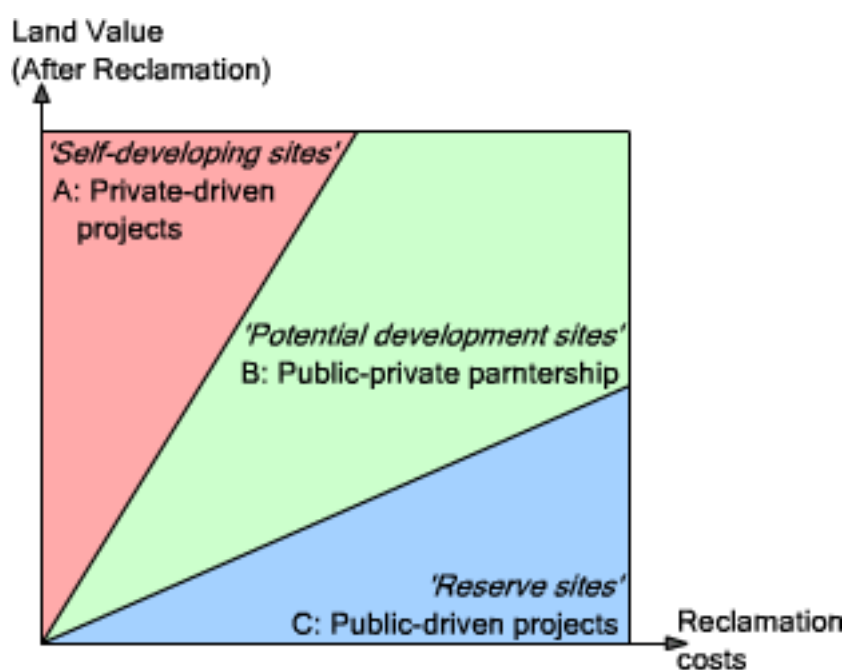 Land Value
(After Reclamation)
'Self-developing sites'
A: Private-driven
projects
'Potential development sites'
B: Public-private parntership
'Reserve sites'
C: Public-driven projects
Reclamation
costs